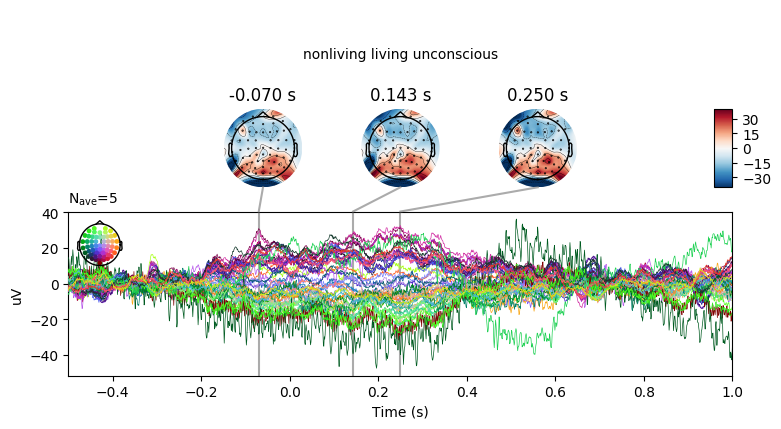 nonliving living unconscious
-0.070 s 0.143 s 0.250 s
30
15
0
−15
−30
Nave=5
40
20
0
−20
−40
uV
−0.4 −0.2 0.0 0.2 0.4 0.6 0.8 1.0
Time (s)